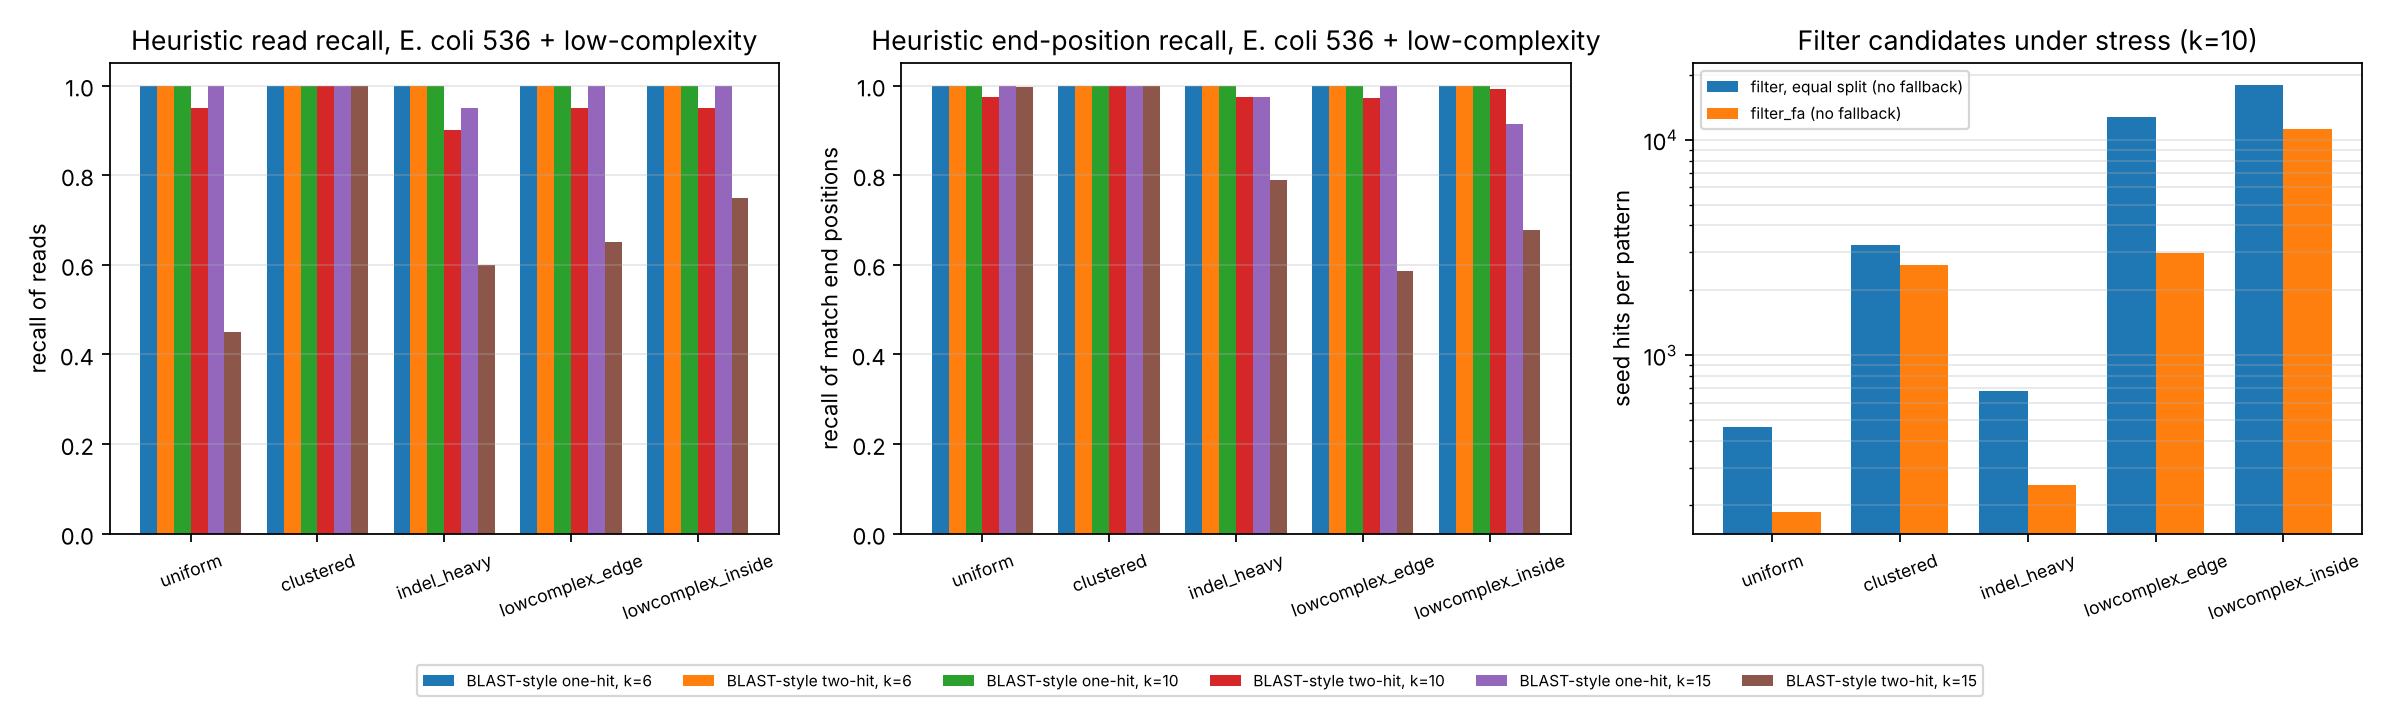 Heuristic read recall, E. coli 536 + low-complexity
recall of reads
1.0
0.8
0.6
0.4
0.2
0.0
uniform
clustered
indel_heavy
lowcomplex_edge
lowcomplex_inside
Heuristic end-position recall, E. coli 536 + low-complexity
recall of match end positions
1.0
0.8
0.6
0.4
0.2
0.0
uniform
clustered
indel_heavy
lowcomplex_edge
lowcomplex_inside
Filter candidates under stress (k=10)
seed hits per pattern
filter, equal split (no fallback)
filter_fa (no fallback)
10⁴
10³
uniform
clustered
indel_heavy
lowcomplex_edge
lowcomplex_inside
BLAST-style one-hit, k=6
BLAST-style two-hit, k=6
BLAST-style one-hit, k=10
BLAST-style two-hit, k=10
BLAST-style one-hit, k=15
BLAST-style two-hit, k=15